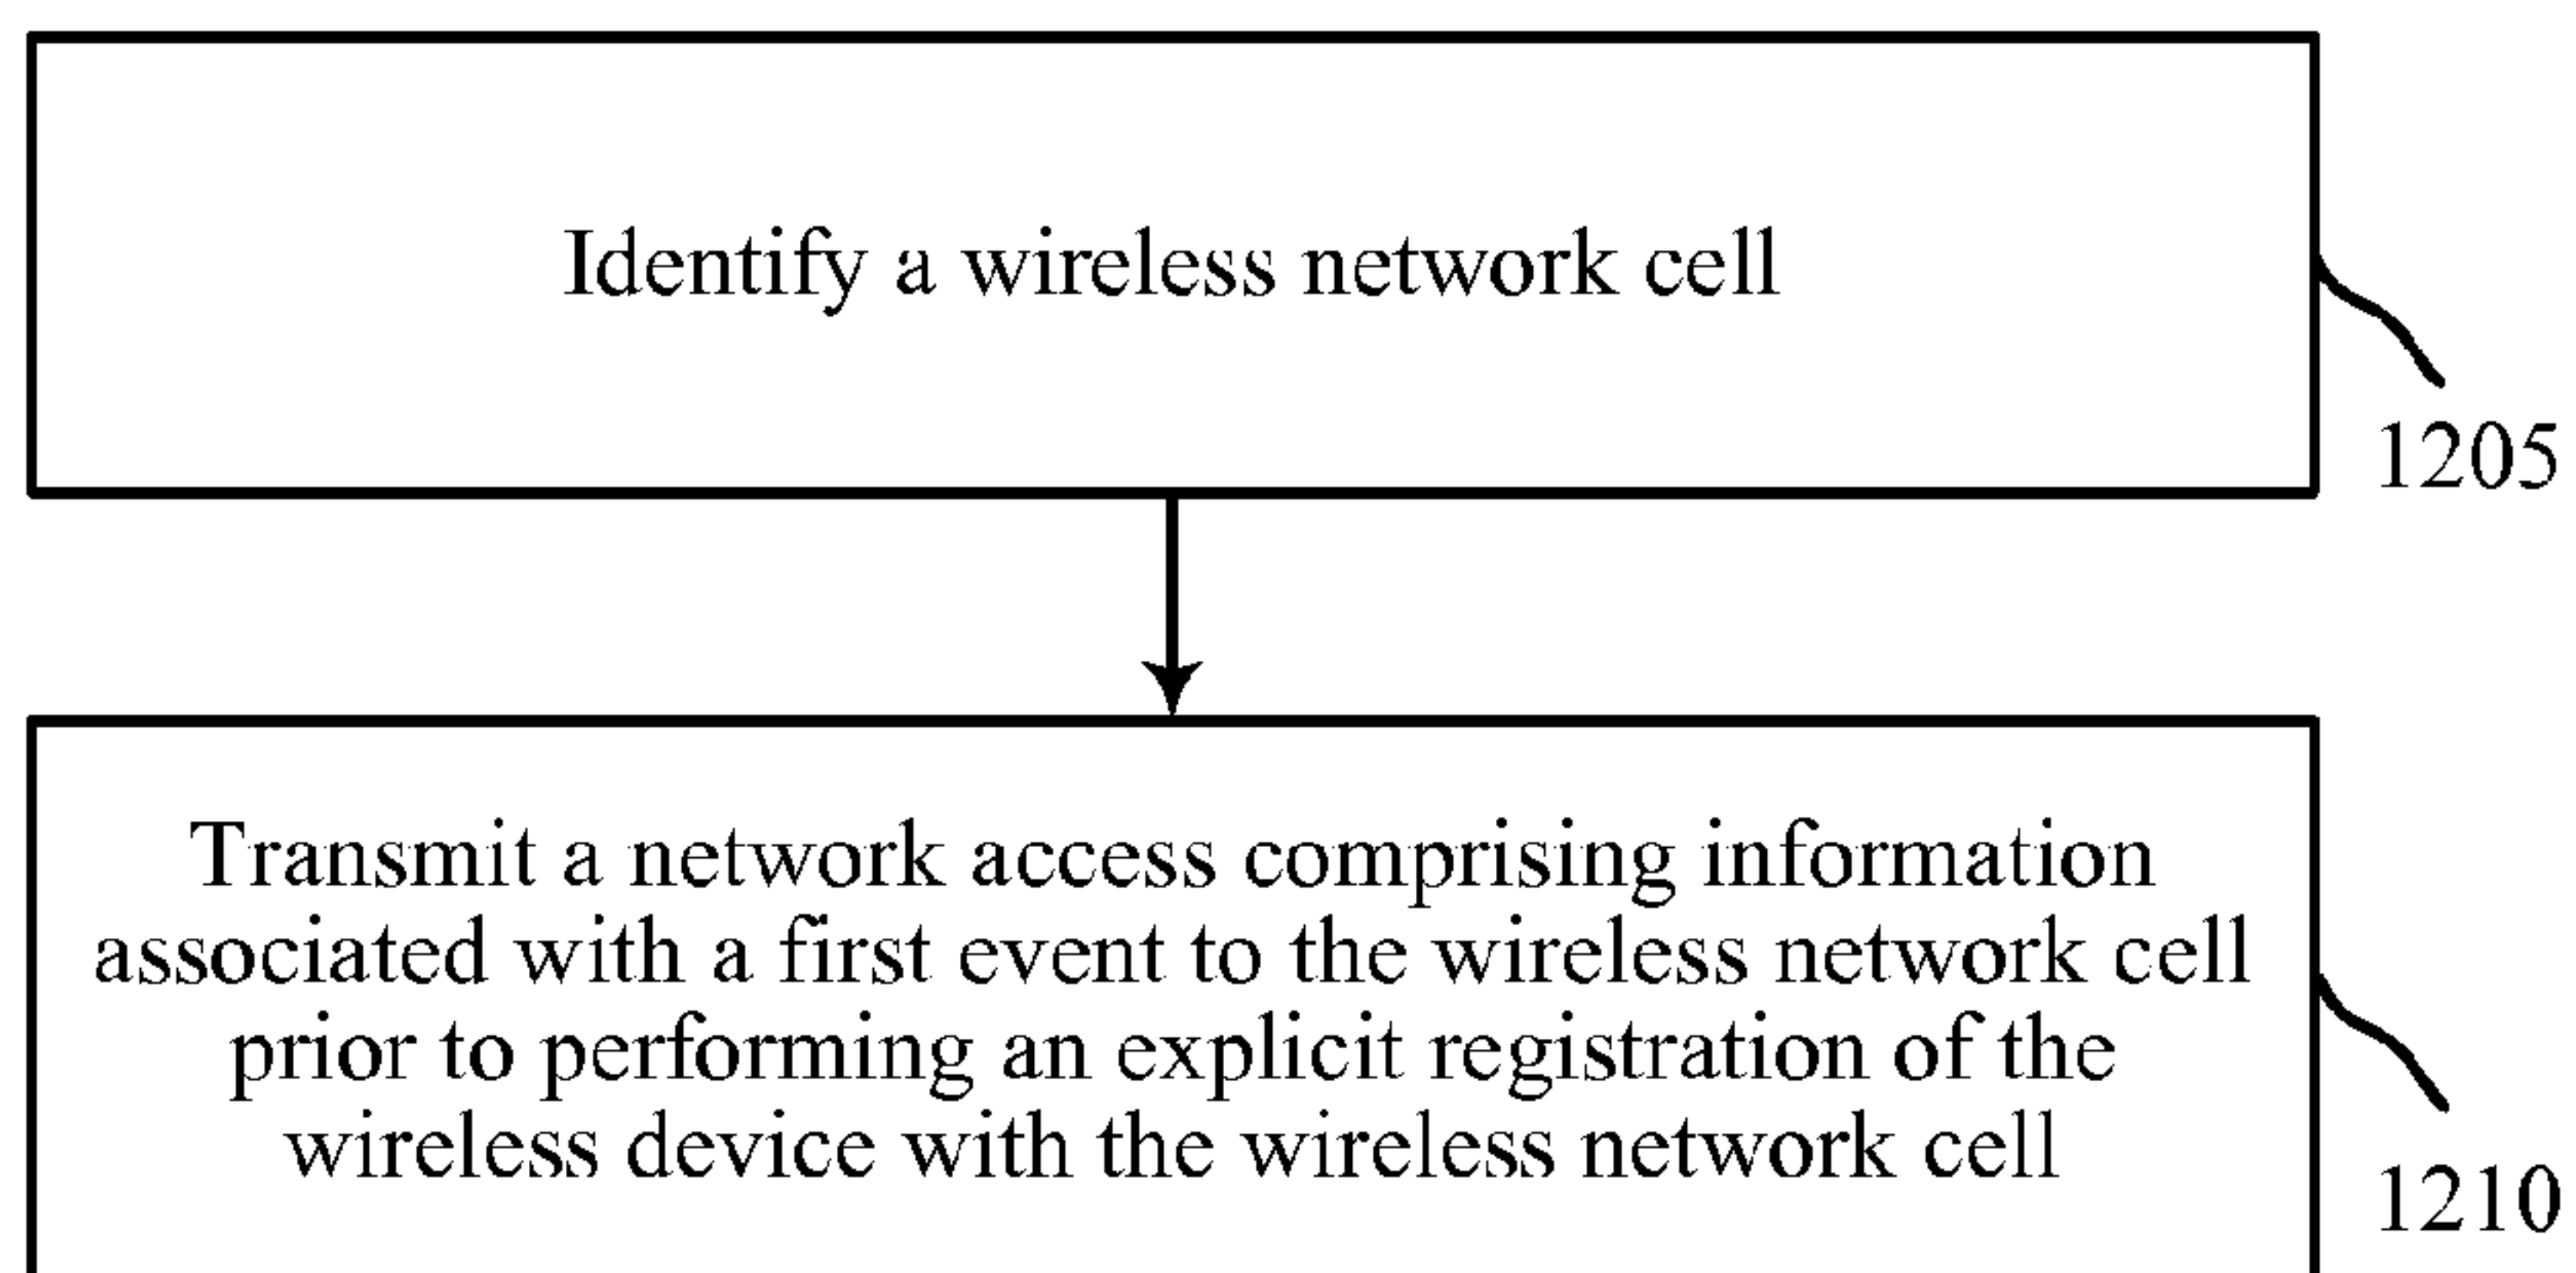 Identify a wireless network cell
1205
Transmit a network access comprising information
associated with a first event to the wireless network cell
prior to performing an explicit registration of the
wireless device with the wireless network cell
1210